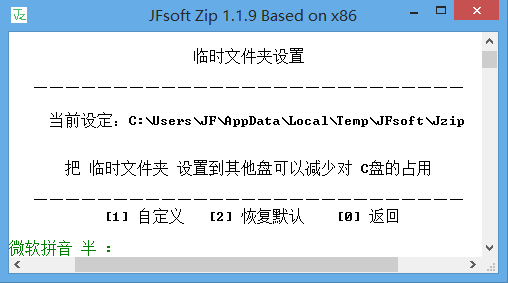 JFsoft Zip 1.1.9 Based on x86
临时文件夹设置
当前设定：C:\Users\JF\AppData\Local\Temp\JFsoft\Jzip
把 临时文件夹 设置到其他盘可以减少对 C盘的占用
[1] 自定义 [2] 恢复默认 [0] 返回
微软拼音 半 ：